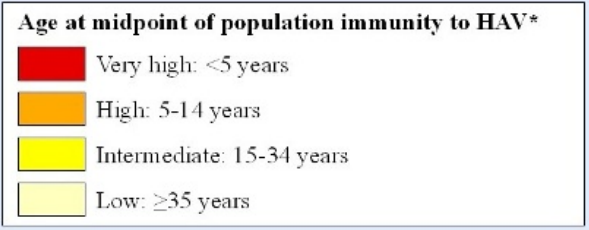 Age at midpoint of population immunity to HAV*
Very high: <5 years
High: 5-14 years
Intermediate: 15-34 years
Low: ≥35 years